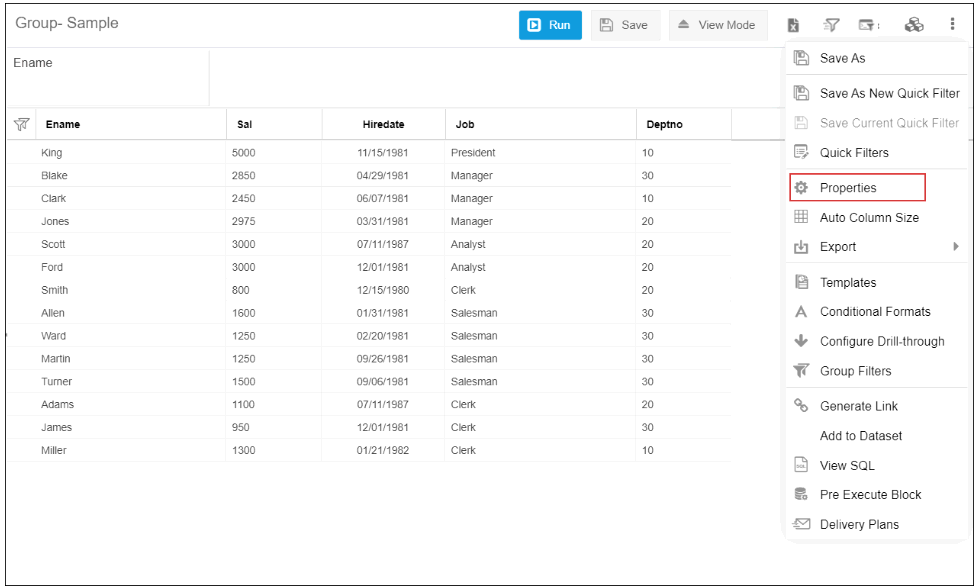 Group- Sample
Run Save View Mode
Ename
Ename Sal Hiredate Job Deptno
King 5000 11/15/1981 President 10
Blake 2850 04/29/1981 Manager 30
Clark 2450 06/07/1981 Manager 10
Jones 2975 03/31/1981 Manager 20
Scott 3000 07/11/1987 Analyst 20
Ford 3000 12/01/1981 Analyst 20
Smith 800 12/15/1980 Clerk 20
Allen 1600 01/31/1981 Salesman 30
Ward 1250 02/20/1981 Salesman 30
Martin 1250 09/26/1981 Salesman 30
Turner 1500 09/06/1981 Salesman 30
Adams 1100 07/11/1987 Clerk 20
James 950 12/01/1981 Clerk 30
Miller 1300 01/21/1982 Clerk 10
Save As
Save As New Quick Filter
Save Current Quick Filter
Quick Filters
Properties
Auto Column Size
Export
Templates
Conditional Formats
Configure Drill-through
Group Filters
Generate Link
Add to Dataset
View SQL
Pre Execute Block
Delivery Plans